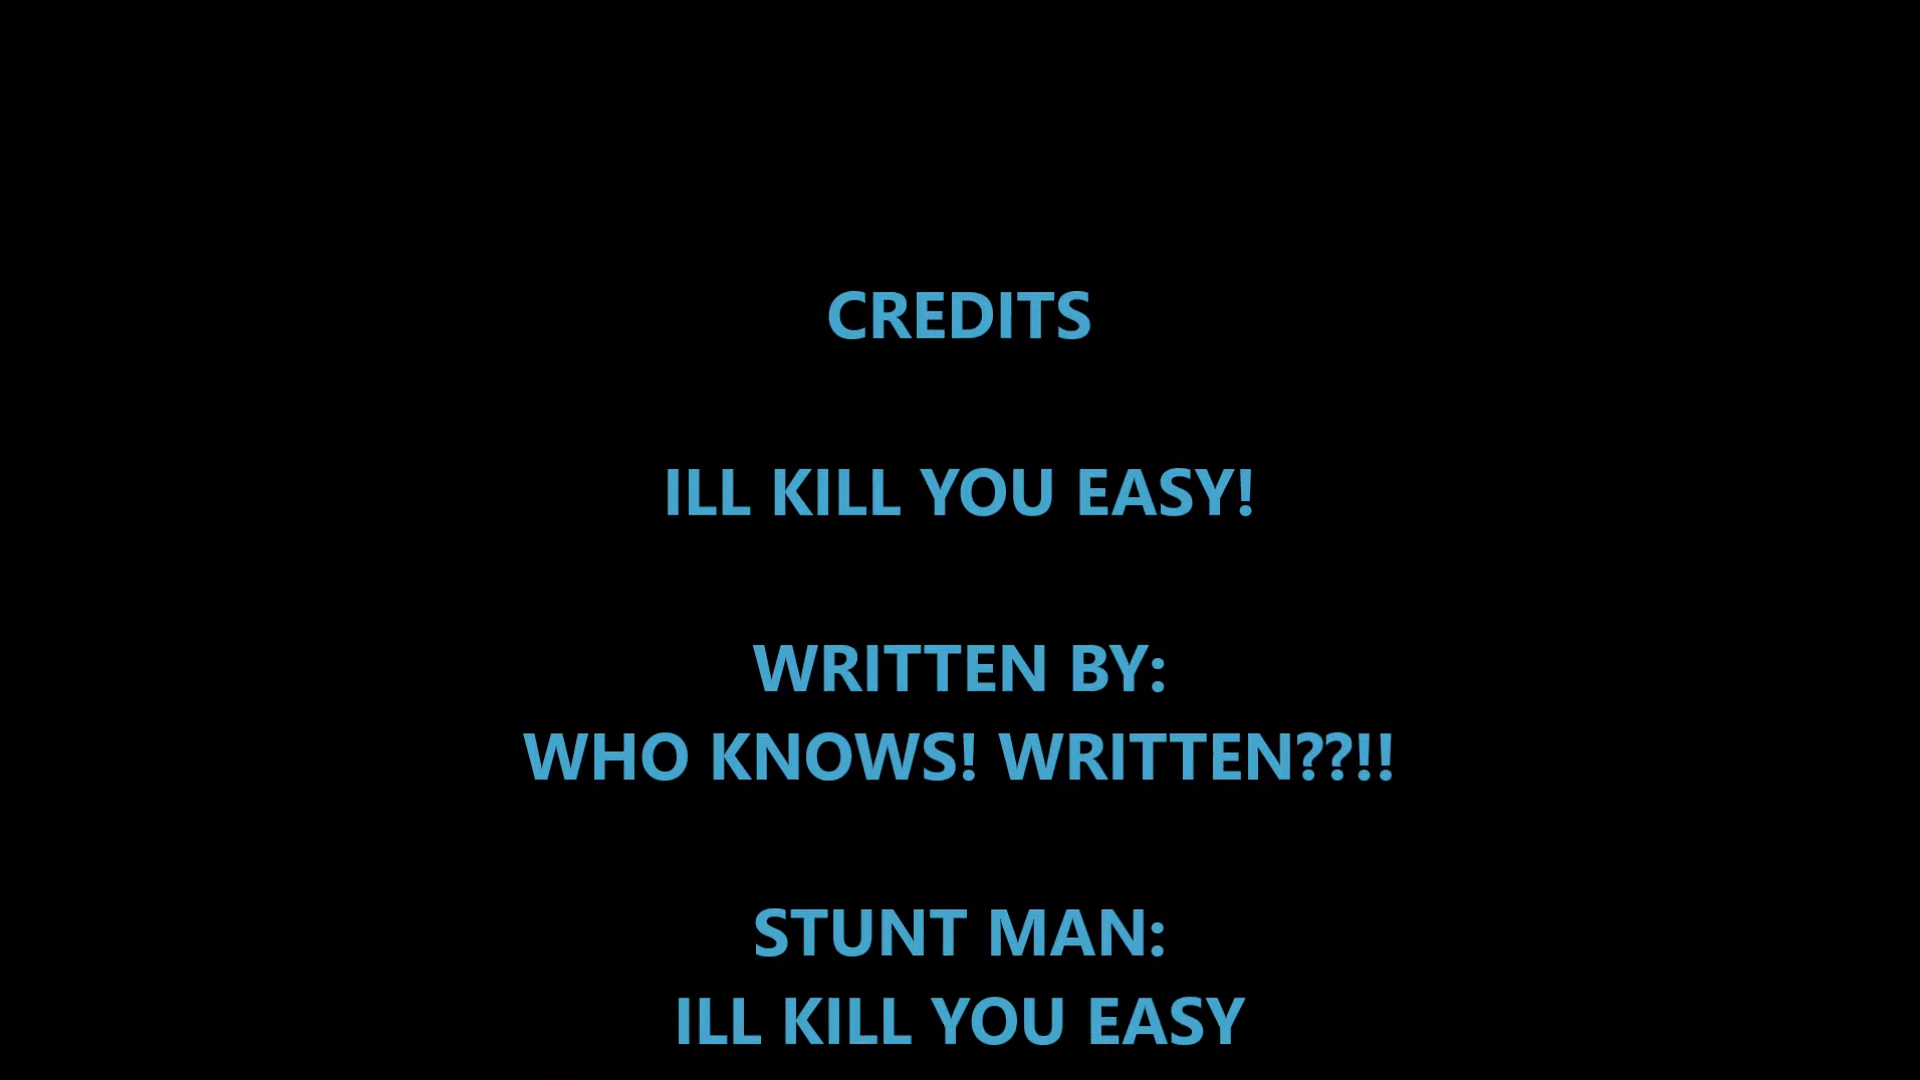 CREDITS
ILL KILL YOU EASY!
WRITTEN BY:
WHO KNOWS! WRITTEN??!!
STUNT MAN:
ILL KILL YOU EASY